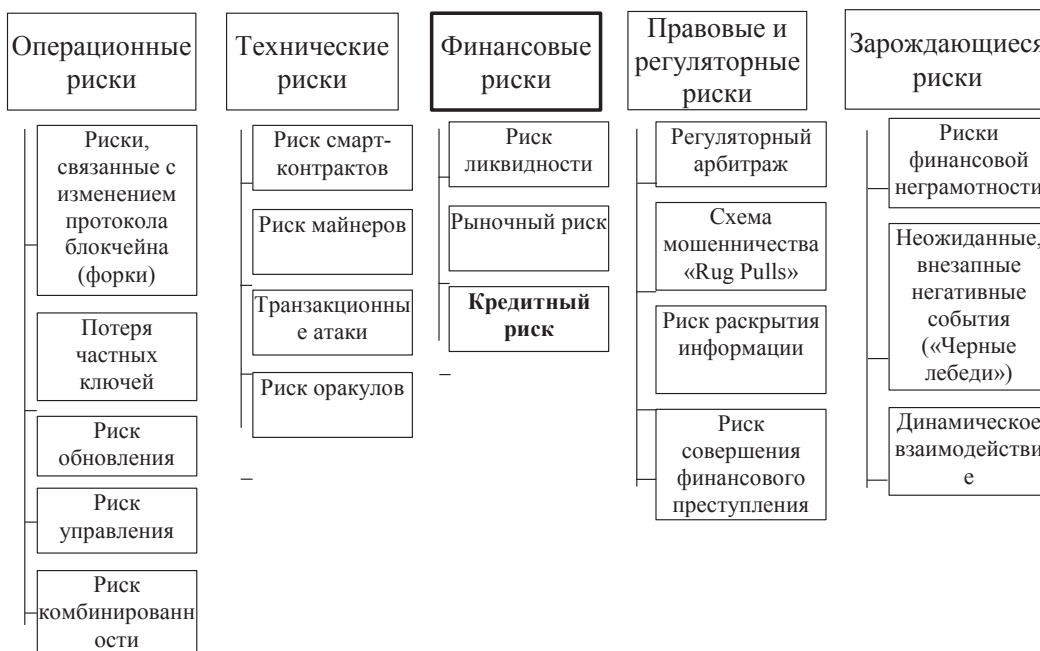 Операционные
риски
Риски,
связанные с
изменением
протокола
блокчейна
(форки)
Потеря
частных
ключей
Риск
обновления
Риск
управления
Риск
комбинированн
ости
Технические
риски
Риск смарт-
контрактов
Риск майнеров
Транзакционны
е атаки
Риск оракулов
Финансовые
риски
Риск
ликвидности
Рыночный риск
Кредитный
риск
Правовые и
регуляторные
риски
Регуляторный
арбитраж
Схема
мошенничества
«Rug Pulls»
Риск раскрытия
информации
Риск
совершения
финансового
преступления
Зарождающиеся
риски
Риски
финансовой
неграмотности
Неожиданные,
внезапные
негативные
события
(«Черные
лебеди»)
Динамическое
взаимодействи
е